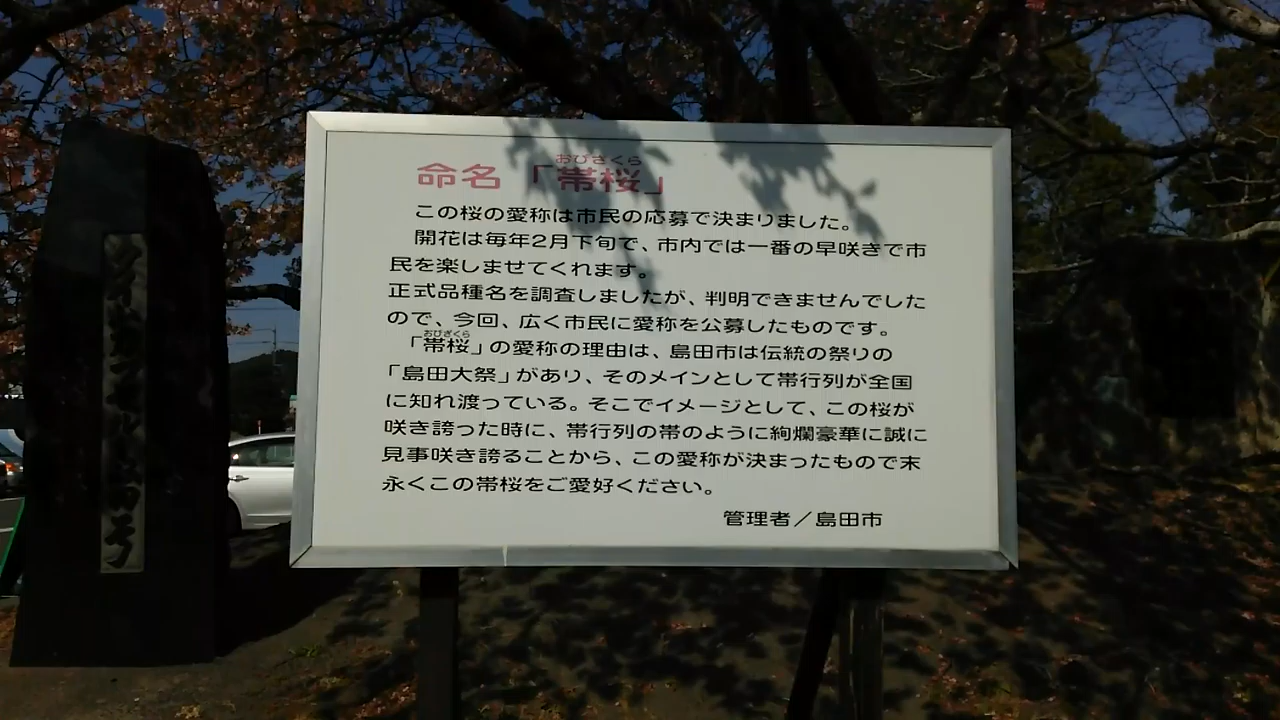 命名「帯桜」
おびざくら
この桜の愛称は市民の応募で決まりました。
開花は毎年2月下旬で、市内では一番の早咲きで市
民を楽しませてくれます。
正式品種名を調査しましたが、判明できませんでした
ので、今回、広く市民に愛称を公募したものです。
おびざくら
「帯桜」の愛称の理由は、島田市は伝統の祭りの
「島田大祭」があり、そのメインとして帯行列が全国
に知れ渡っている。そこでイメージとして、この桜が
咲き誇った時に、帯行列の帯のように絢爛豪華に誠に
見事咲き誇ることから、この愛称が決まったもので末
永くこの帯桜をご愛好ください。
管理者／島田市